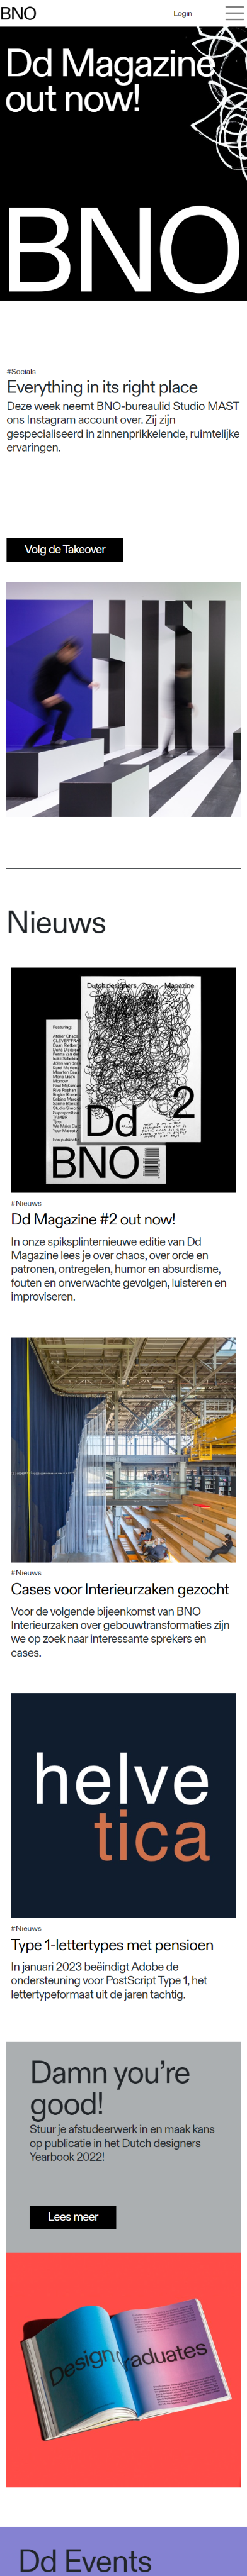 BNO
Login
Dd Magazine
out now!
BNO
#Socials
Everything in its right place
Deze week neemt BNO-bureaulid Studio MAST
ons Instagram account over. Zij zijn
gespecialiseerd in zinnenprikkelende, ruimtelijke
ervaringen.
Volg de Takeover
Nieuws
Dutch designers Magazine
Featuring:
Dd 2
BNO
#Nieuws
Dd Magazine #2 out now!
In onze spiksplinternieuwe editie van Dd
Magazine lees je over chaos, over orde en
patronen, ontregelen, humor en absurdisme,
fouten en onverwachte gevolgen, luisteren en
improviseren.
#Nieuws
Cases voor Interieurzaken gezocht
Voor de volgende bijeenkomst van BNO
Interieurzaken over gebouwtransformaties zijn
we op zoek naar interessante sprekers en
cases.
helve
tica
#Nieuws
Type 1-lettertypes met pensioen
In januari 2023 beëindigt Adobe de
ondersteuning voor PostScript Type 1, het
lettertypeformaat uit de jaren tachtig.
Damn you’re
good!
Stuur je afstudeerwerk in en maak kans
op publicatie in het Dutch designers
Yearbook 2022!
Lees meer
Design Graduates
Dd Events